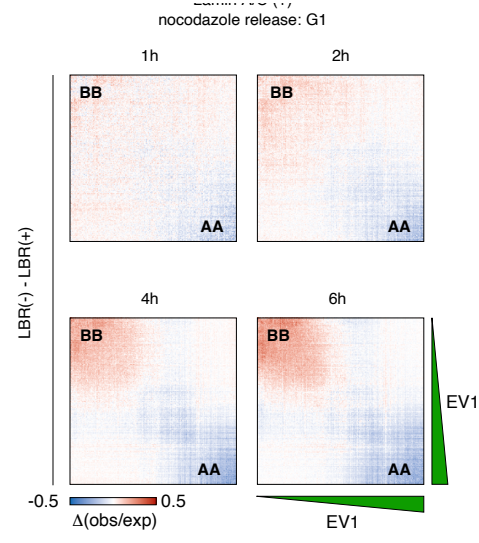 nocodazole release: G1
1h
2h
BB
BB
AA
AA
LBR(-) - LBR(+)
4h
6h
BB
BB
AA
AA
EV1
-0.5
0.5
Δ(obs/exp)
EV1